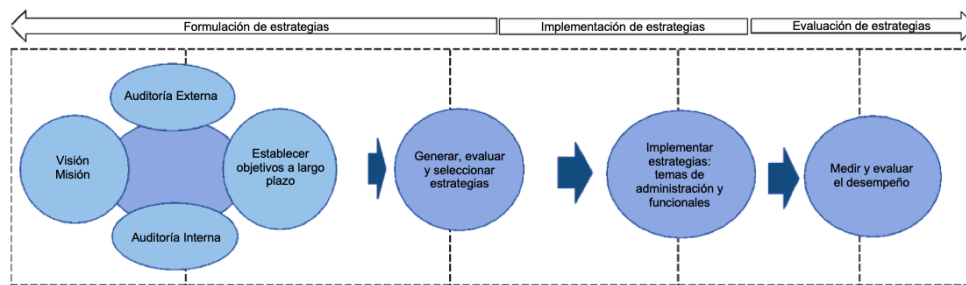 Formulación de estrategias
Implementación de estrategias
Evaluación de estrategias
Auditoría Externa
Visión
Misión
Establecer
objetivos a largo
plazo
Auditoría Interna
Generar, evaluar
y seleccionar
estrategias
Implementar
estrategias:
temas de
administración y
funcionales
Medir y evaluar
el desempeño